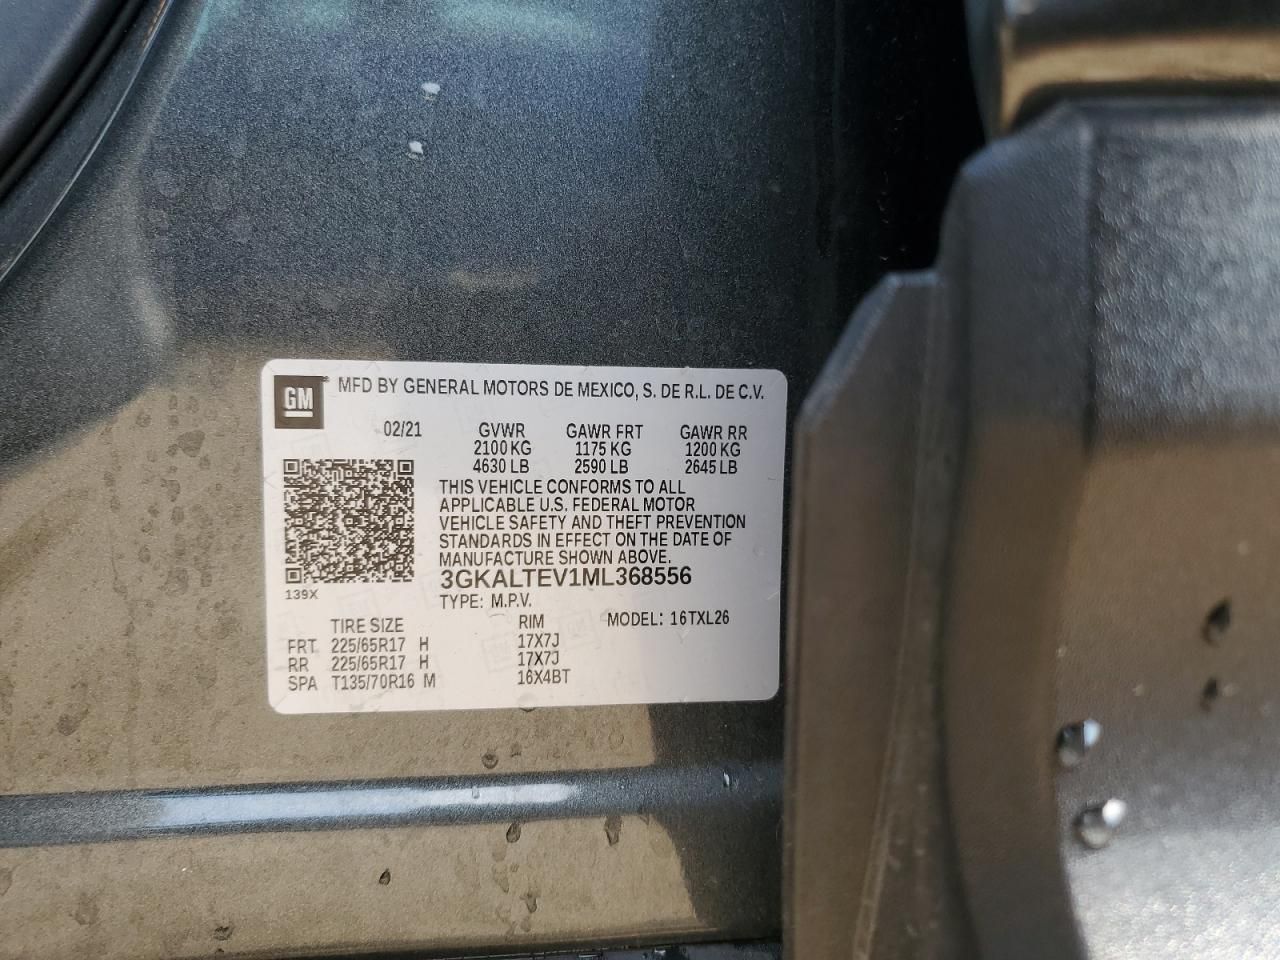 GM
MFD BY GENERAL MOTORS DE MEXICO, S. DE R.L. DE C.V.
02/21 GVWR GAWR FRT GAWR RR
2100 KG 1175 KG 1200 KG
4630 LB 2590 LB 2645 LB
THIS VEHICLE CONFORMS TO ALL
APPLICABLE U.S. FEDERAL MOTOR
VEHICLE SAFETY AND THEFT PREVENTION
STANDARDS IN EFFECT ON THE DATE OF
MANUFACTURE SHOWN ABOVE.
3GKALTEV1ML368556
139X
TYPE: M.P.V.
TIRE SIZE RIM MODEL: 16TXL26
FRT 225/65R17 H 17X7J
RR 225/65R17 H 17X7J
SPA T135/70R16 M 16X4BT